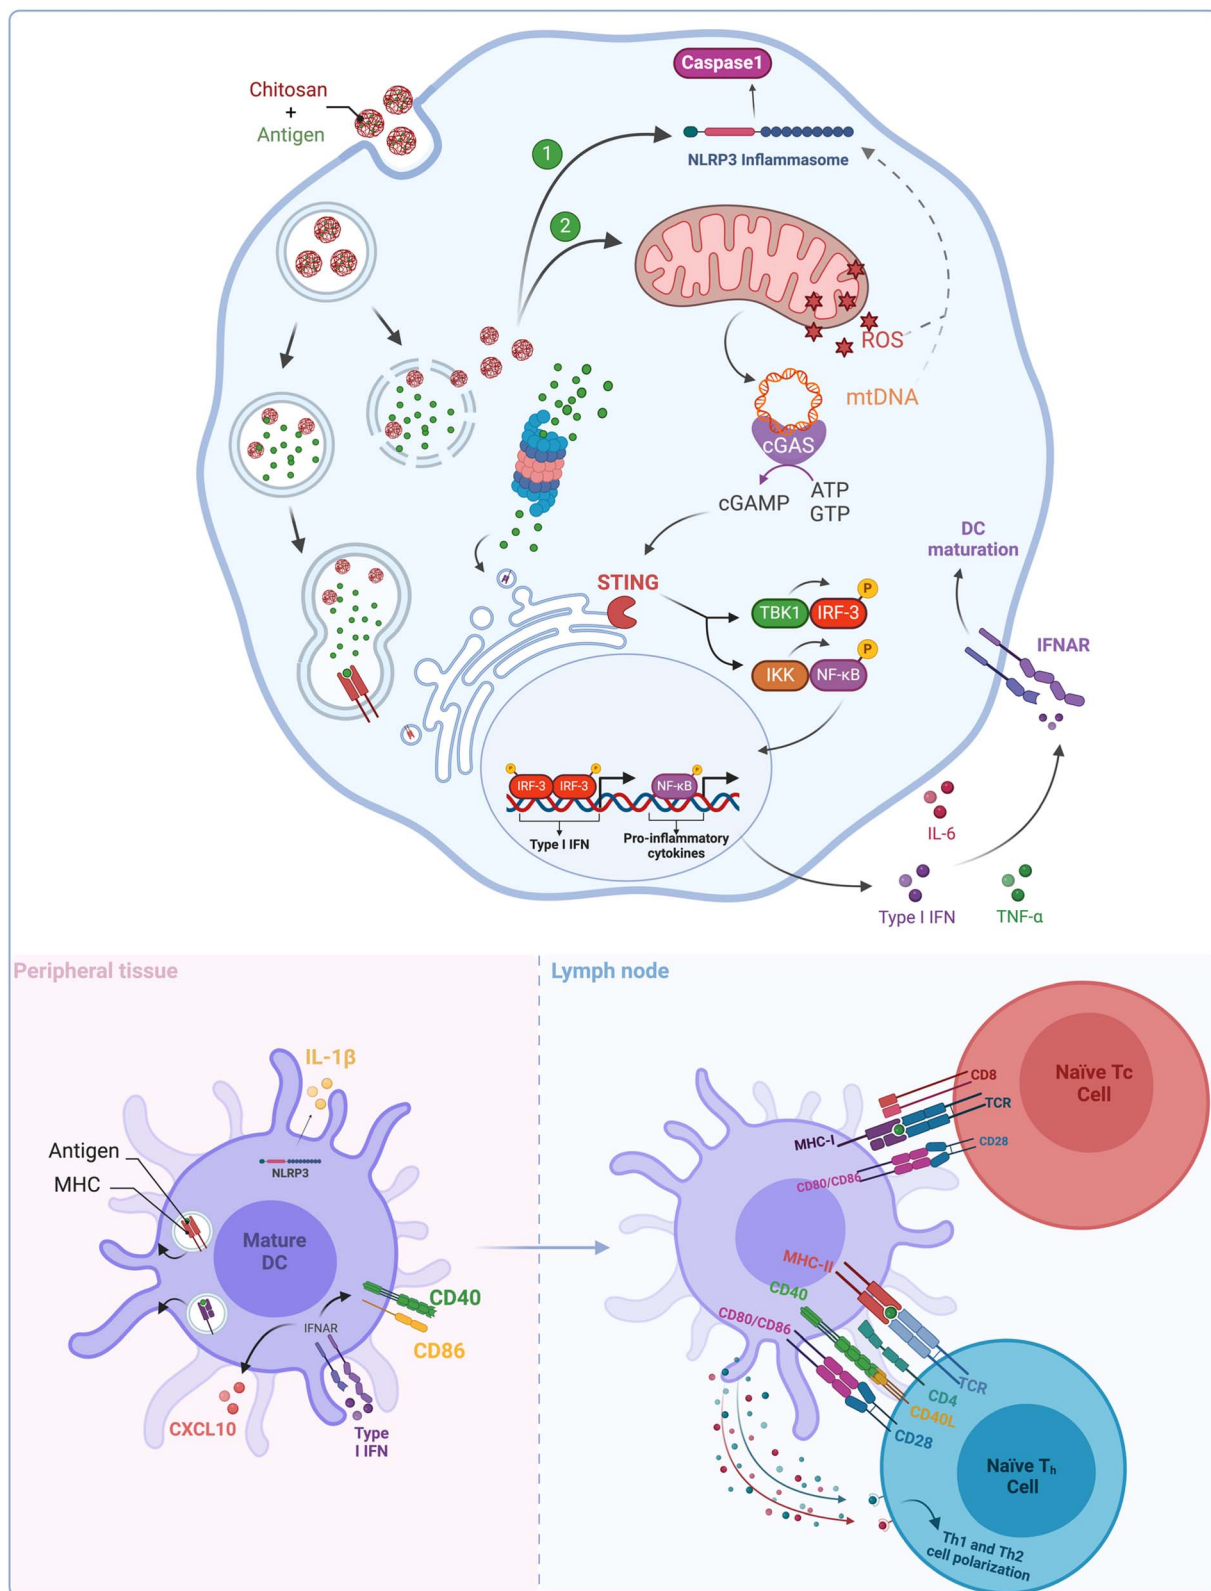 Caspase1
Chitosan
+
Antigen
1
NLRP3 Inflammasome
2
ROS
mtDNA
cGAS
cGAMP
ATP
GTP
DC
maturation
STING
P
TBK1
IRF-3
IFNAR
P
IKK
NF-κB
P
P
P
IRF-3
IRF-3
NF-κB
Type I IFN
Pro-inflammatory
cytokines
IL-6
Type I IFN
TNF-α
Peripheral tissue
Lymph node
IL-1β
NLRP3
Antigen
MHC
Mature
DC
IFNAR
CD40
CD86
CXCL10
Type
I IFN
Naïve Tc
Cell
CD8
TCR
MHC-I
CD28
CD80/CD86
MHC-II
CD40
CD80/CD86
TCR
CD4
CD40L
CD28
Naïve Th
Cell
Th1 and Th2
cell polarization